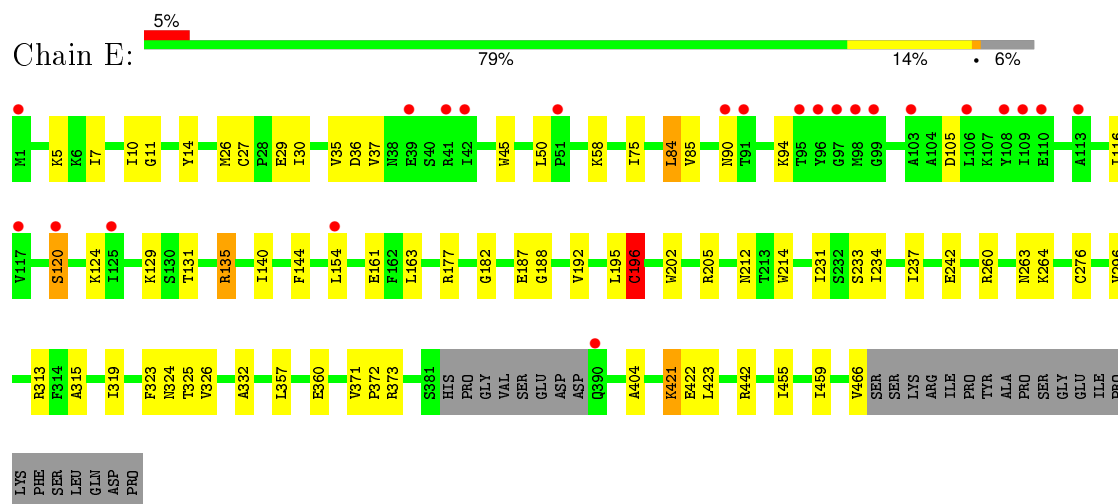 5%
Chain E:
79% 14% • 6%
M1 K5 K6 I7 I10 G11 Y14 M26 C27 P28 E29 I30 V35 D36 V37 N38 E39 S40 R41 I42 W45 L50 P51 K58 I75 L84 V85 N90 T91 K94 T95 Y96 G97 M98 G99 A103 A104 D105 L106 K107 Y108 I109 E110 A113
V117 S120 K124 I125 K129 S130 T131 R135 I140 F144 L154 E161 F162 L163 R177 G182 E187 G188 V192 L195 C196 W202 R205 N212 T213 W214 I231 S232 S233 I234 I237 E242 R260 N263 K264 C276
R313 F314 A315 I319 F323 N324 T325 V326 A332 L357 E360 V371 P372 R373 S381 HIS PRO GLY VAL SER GLU ASP ASP Q390 A404 K421 E422 L423 R442 I455 I459 V466 SER SER LYS ARG ILE PRO TYR ALA PRO SER GLY GLU ILE PRO
LYS PHE SER LEU GLN ASP PRO